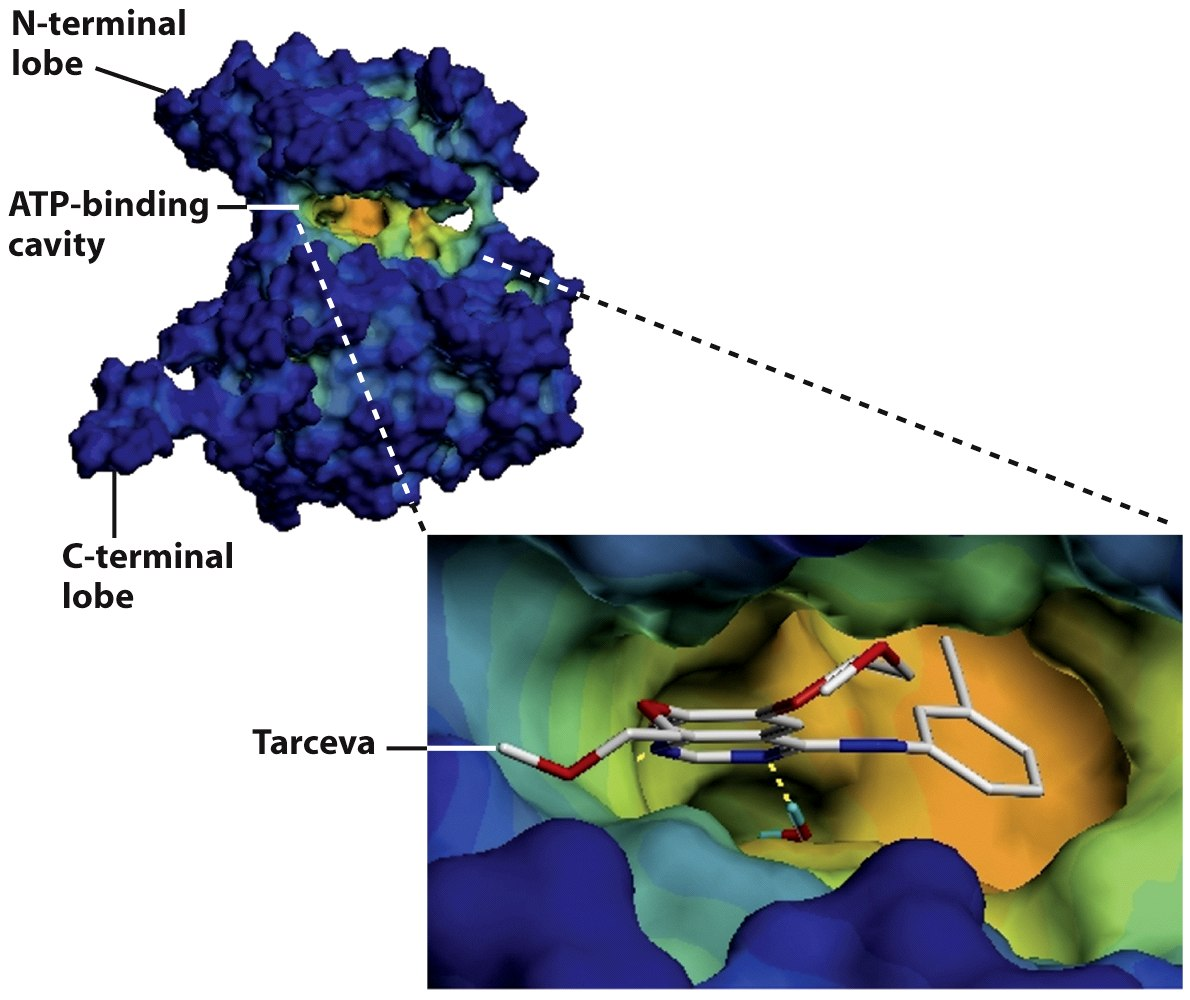 N-terminal
lobe
ATP-binding
cavity
C-terminal
lobe
Tarceva